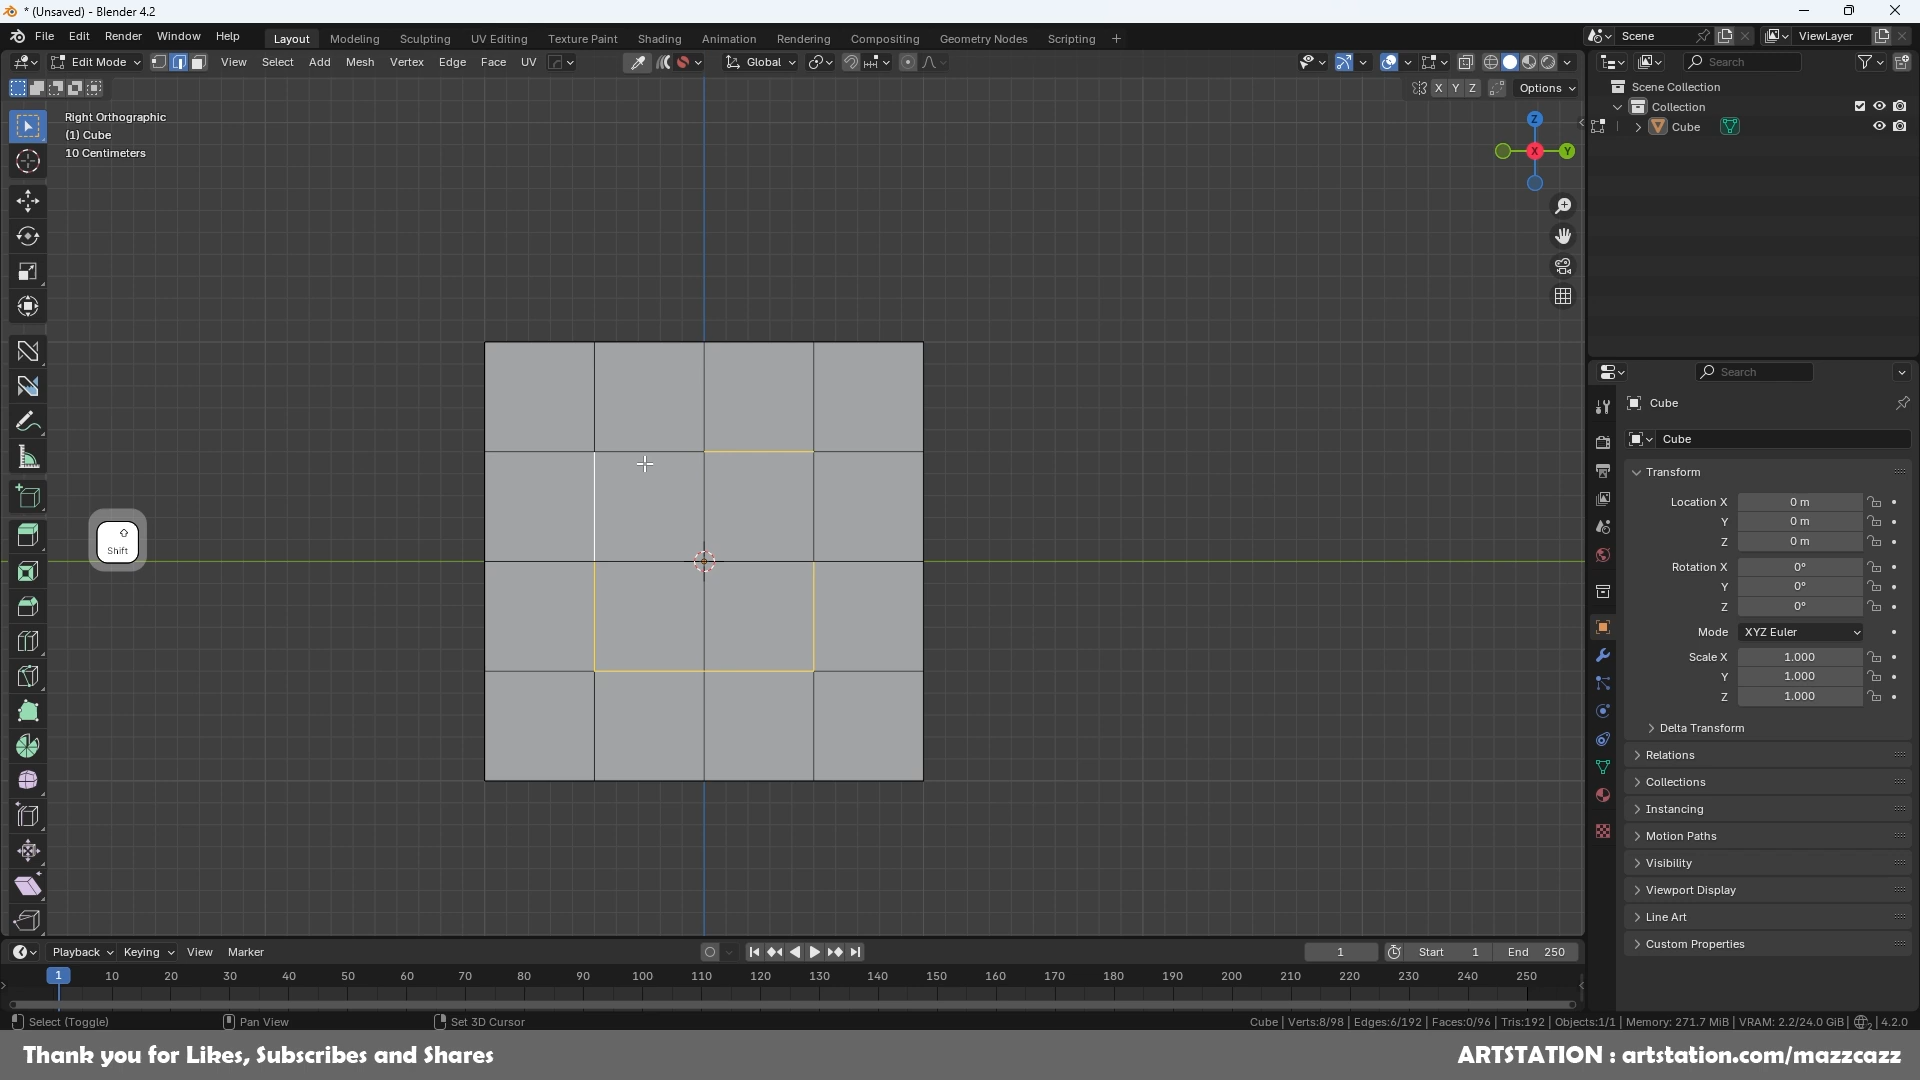 * (Unsaved) - Blender 4.2
File Edit Render Window Help Layout Modeling Sculpting UV Editing Texture Paint Shading Animation Rendering Compositing Geometry Nodes Scripting + Scene ViewLayer
Edit Mode View Select Add Mesh Vertex Edge Face UV Global Search
X Y Z Options
Scene Collection
Collection
Cube
Right Orthographic
(1) Cube
10 Centimeters
Z
X
Y
Search
Cube
Cube
Transform
Location X 0 m
Y 0 m
Z 0 m
Rotation X 0°
Y 0°
Z 0°
Mode XYZ Euler
Scale X 1.000
Y 1.000
Z 1.000
Delta Transform
Relations
Collections
Instancing
Motion Paths
Visibility
Viewport Display
Line Art
Custom Properties
Shift
Playback Keying View Marker 1 Start 1 End 250
1 10 20 30 40 50 60 70 80 90 100 110 120 130 140 150 160 170 180 190 200 210 220 230 240 250
Select (Toggle) Pan View Set 3D Cursor Cube | Verts:8/98 | Edges:6/192 | Faces:0/96 | Tris:192 | Objects:1/1 | Memory: 271.7 MiB | VRAM: 2.2/24.0 GiB | 2 | 4.2.0
Thank you for Likes, Subscribes and Shares ARTSTATION : artstation.com/mazzcazz